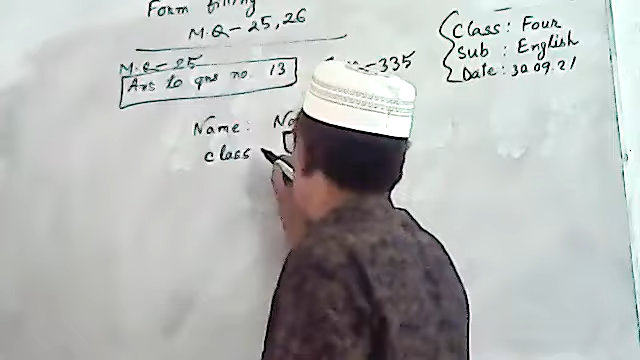 Form filling
M.Q-25,26
Class: Four
Sub: English
Date: 30.09.21
M.Q-25
335
Ans to qns no. 13
Name: No
class